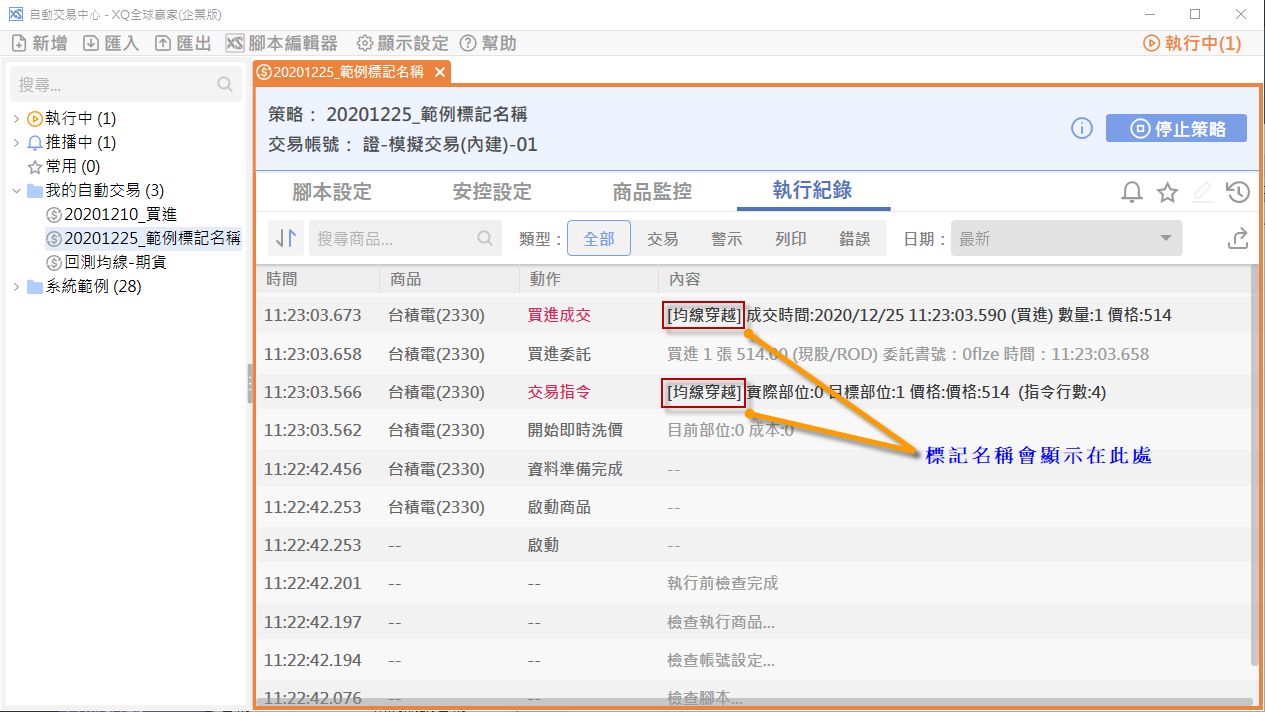 自動交易中心 - XQ全球贏家(企業版)
新增 匯入 匯出 XS 腳本編輯器 顯示設定 幫助 執行中(1)
搜尋...
執行中 (1)
推播中 (1)
常用 (0)
我的自動交易 (3)
20201210_買進
20201225_範例標記名稱
回測均線-期貨
系統範例 (28)
20201225_範例標記名稱
策略： 20201225_範例標記名稱
交易帳號： 證-模擬交易(內建)-01
停止策略
腳本設定 安控設定 商品監控 執行紀錄
搜尋商品... 類型： 全部 交易 警示 列印 錯誤 日期： 最新
時間 商品 動作 內容
11:23:03.673 台積電(2330) 買進成交 [均線穿越] 成交時間:2020/12/25 11:23:03.590 (買進) 數量:1 價格:514
11:23:03.658 台積電(2330) 買進委託 買進 1 張 514.00 (現股/ROD) 委託書號：0flze 時間：11:23:03.658
11:23:03.566 台積電(2330) 交易指令 [均線穿越] 實際部位:0 目標部位:1 價格:價格:514 (指令行數:4)
11:23:03.562 台積電(2330) 開始即時洗價 目前部位:0 成本:0
標記名稱會顯示在此處
11:22:42.456 台積電(2330) 資料準備完成 --
11:22:42.253 台積電(2330) 啟動商品 --
11:22:42.253 -- 啟動 --
11:22:42.201 -- -- 執行前檢查完成
11:22:42.197 -- -- 檢查執行商品...
11:22:42.194 -- -- 檢查帳號設定...
11:22:42.076 -- -- 檢查腳本...